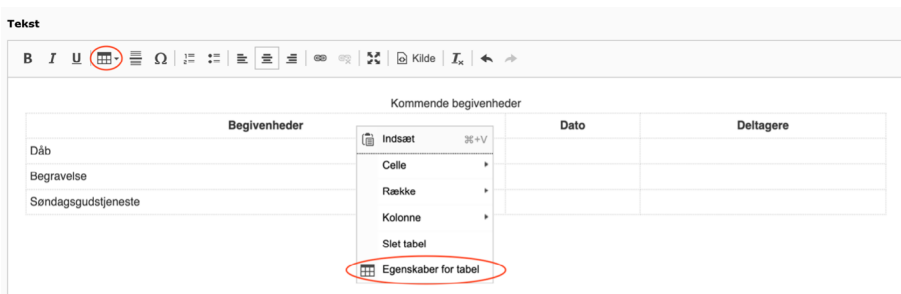 Tekst
B I U Ω Kilde Tx
Kommende begivenheder
Begivenheder Dato Deltagere
Dåb
Begravelse
Søndagsgudstjeneste
Indsæt ⌘+V
Celle
Række
Kolonne
Slet tabel
Egenskaber for tabel